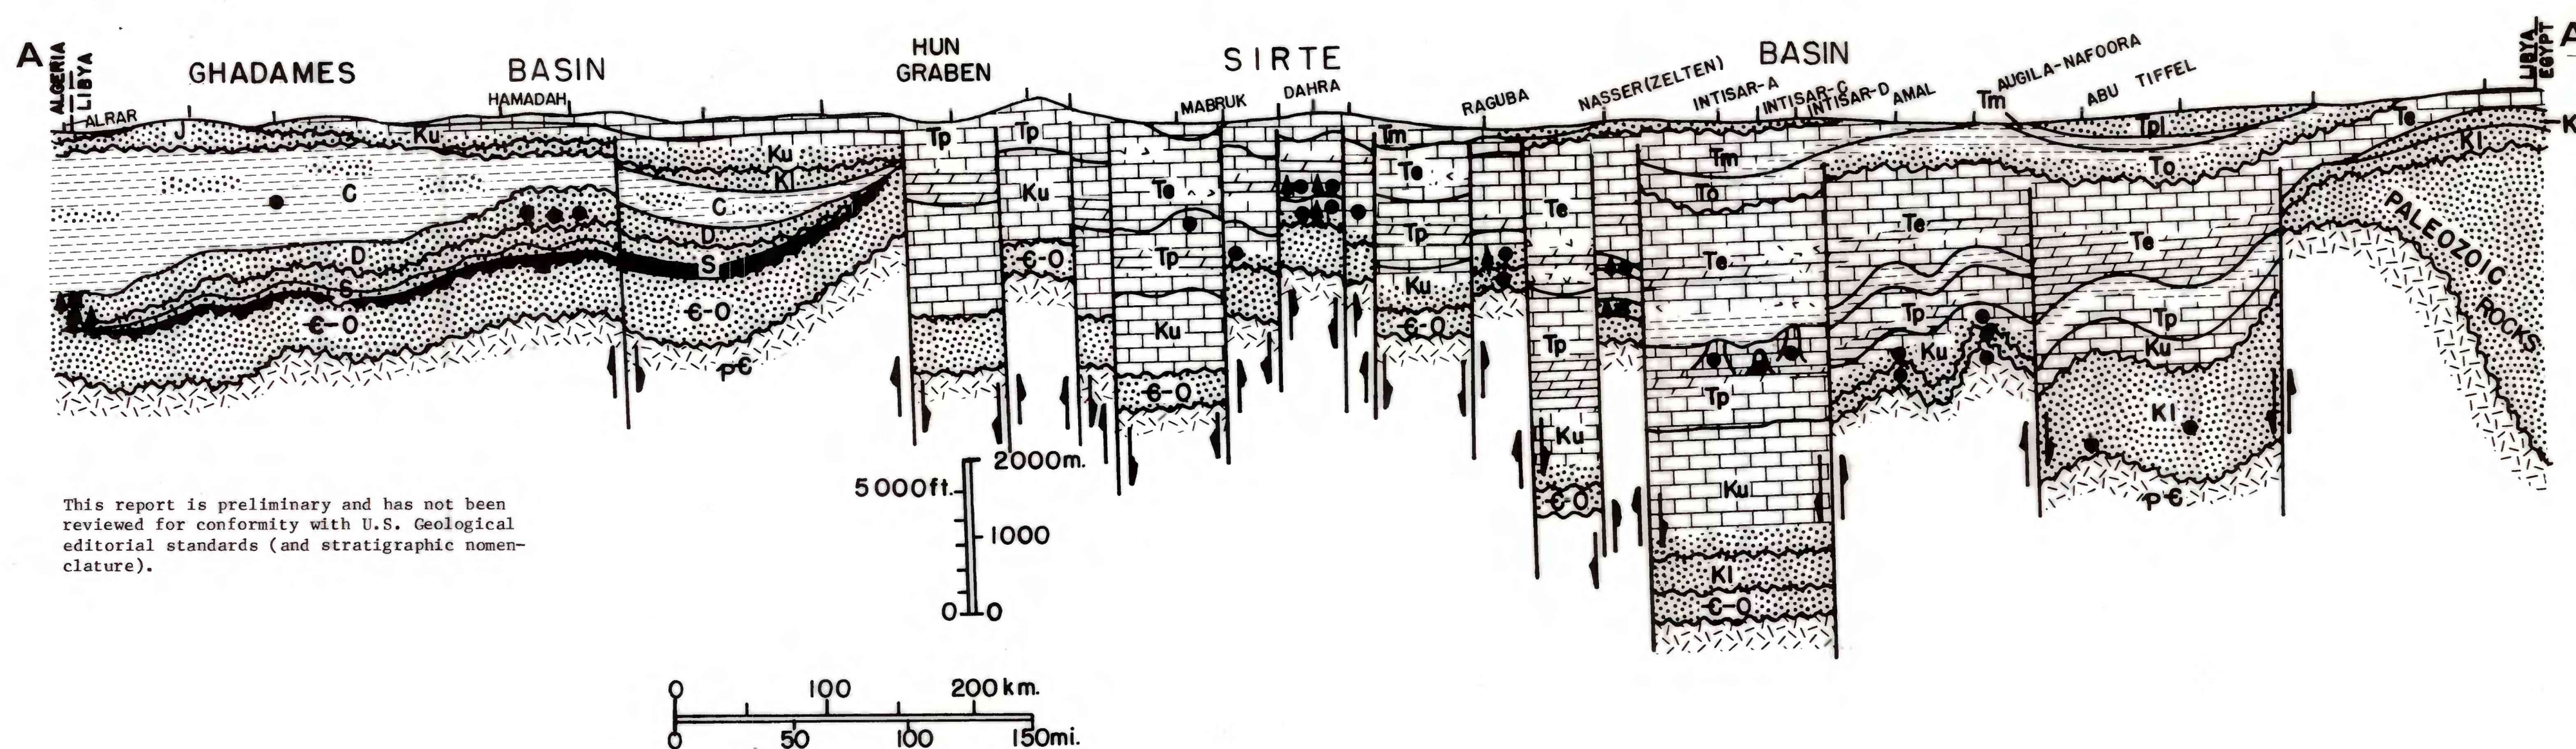 A
ALGERIA
LIBYA
GHADAMES BASIN
HUN
GRABEN
SIRTE BASIN
LIBYA
EGYPT
A
ALRAR
HAMADAH
MABRUK
DAHRA
RAGUBA
NASSER (ZELTEN)
INTISAR-A
INTISAR-C
INTISAR-D
AMAL
AUGILA-NAFOORA
ABU TIFFEL
J
Ku
C
D
S
Є-O
Ku
Kl
C
D
S
Є-O
pЄ
Tp
Tp
Ku
Є-O
Te
Tp
Ku
Є-O
Tm
Te
Tp
Ku
Є-O
Te
Tp
Ku
Є-O
Tm
To
Te
Tp
Ku
Kl
Є-O
Te
Tp
Ku
Tm
Tpl
To
Te
Tp
Ku
Kl
pЄ
Te
Kl
K
PALEOZOIC
ROCKS
This report is preliminary and has not been
reviewed for conformity with U.S. Geological
editorial standards (and stratigraphic nomen-
clature).
2000m.
5000ft.
1000
0 0
0 100 200 km.
0 50 100 150mi.